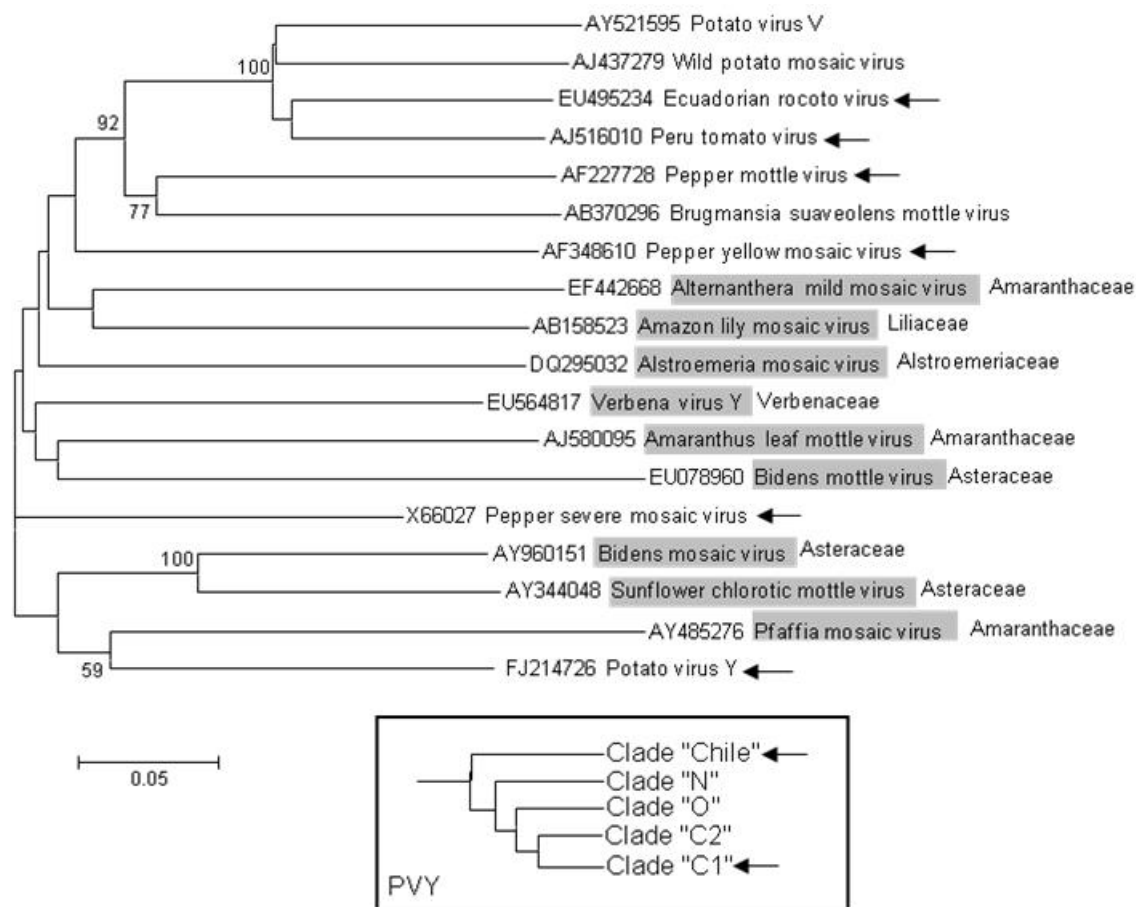 AY521595 Potato virus V
AJ437279 Wild potato mosaic virus
100
EU495234 Ecuadorian rocoto virus
92
AJ516010 Peru tomato virus
AF227728 Pepper mottle virus
77
AB370296 Brugmansia suaveolens mottle virus
AF348610 Pepper yellow mosaic virus
EF442668 Alternanthera mild mosaic virus Amaranthaceae
AB158523 Amazon lily mosaic virus Liliaceae
DQ295032 Alstroemeria mosaic virus Alstroemeriaceae
EU564817 Verbena virus Y Verbenaceae
AJ580095 Amaranthus leaf mottle virus Amaranthaceae
EU078960 Bidens mottle virus Asteraceae
X66027 Pepper severe mosaic virus
100
AY960151 Bidens mosaic virus Asteraceae
AY344048 Sunflower chlorotic mottle virus Asteraceae
AY485276 Pfaffia mosaic virus Amaranthaceae
59
FJ214726 Potato virus Y
0.05
Clade "Chile"
Clade "N"
Clade "O"
Clade "C2"
Clade "C1"
PVY